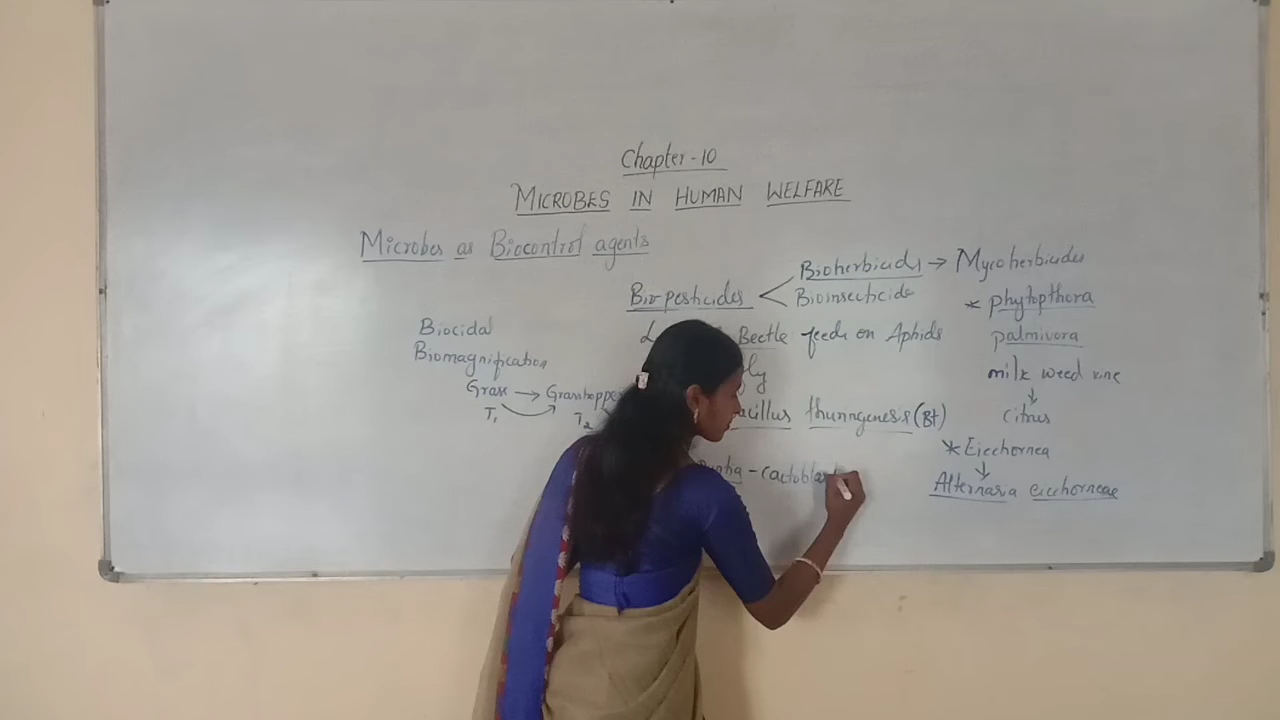 Chapter-10
MICROBES IN HUMAN WELFARE
Microbes as Biocontrol agents
Biopesticides < Bioherbicides → Mycoherbicides
Bioinsecticide
* phytopthora
palmivora
Beetle feeds on Aphids
Biocidal
Biomagnification
milk weed vine
↓
Citrus
Grass → Grasshopper
T1 T2
thuringenesis (Bt)
* Eicchornea
↓
Alternaria eicchorneae